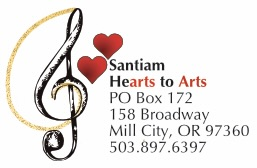 Santiam
Hearts to Arts
PO Box 172
158 Broadway
Mill City, OR 97360
503.897.6397